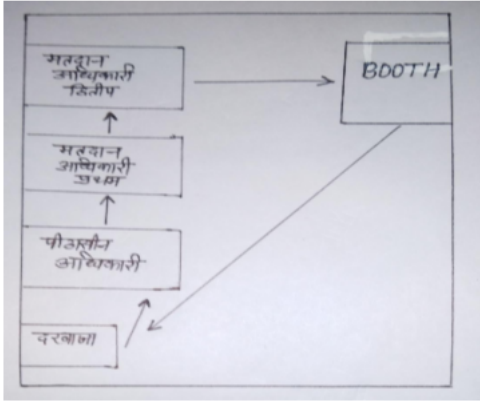 मतदान
अधिकारी
द्वितीय
BOOTH
मतदान
अधिकारी
प्रथम
पीठासीन
अधिकारी
दरवाजा